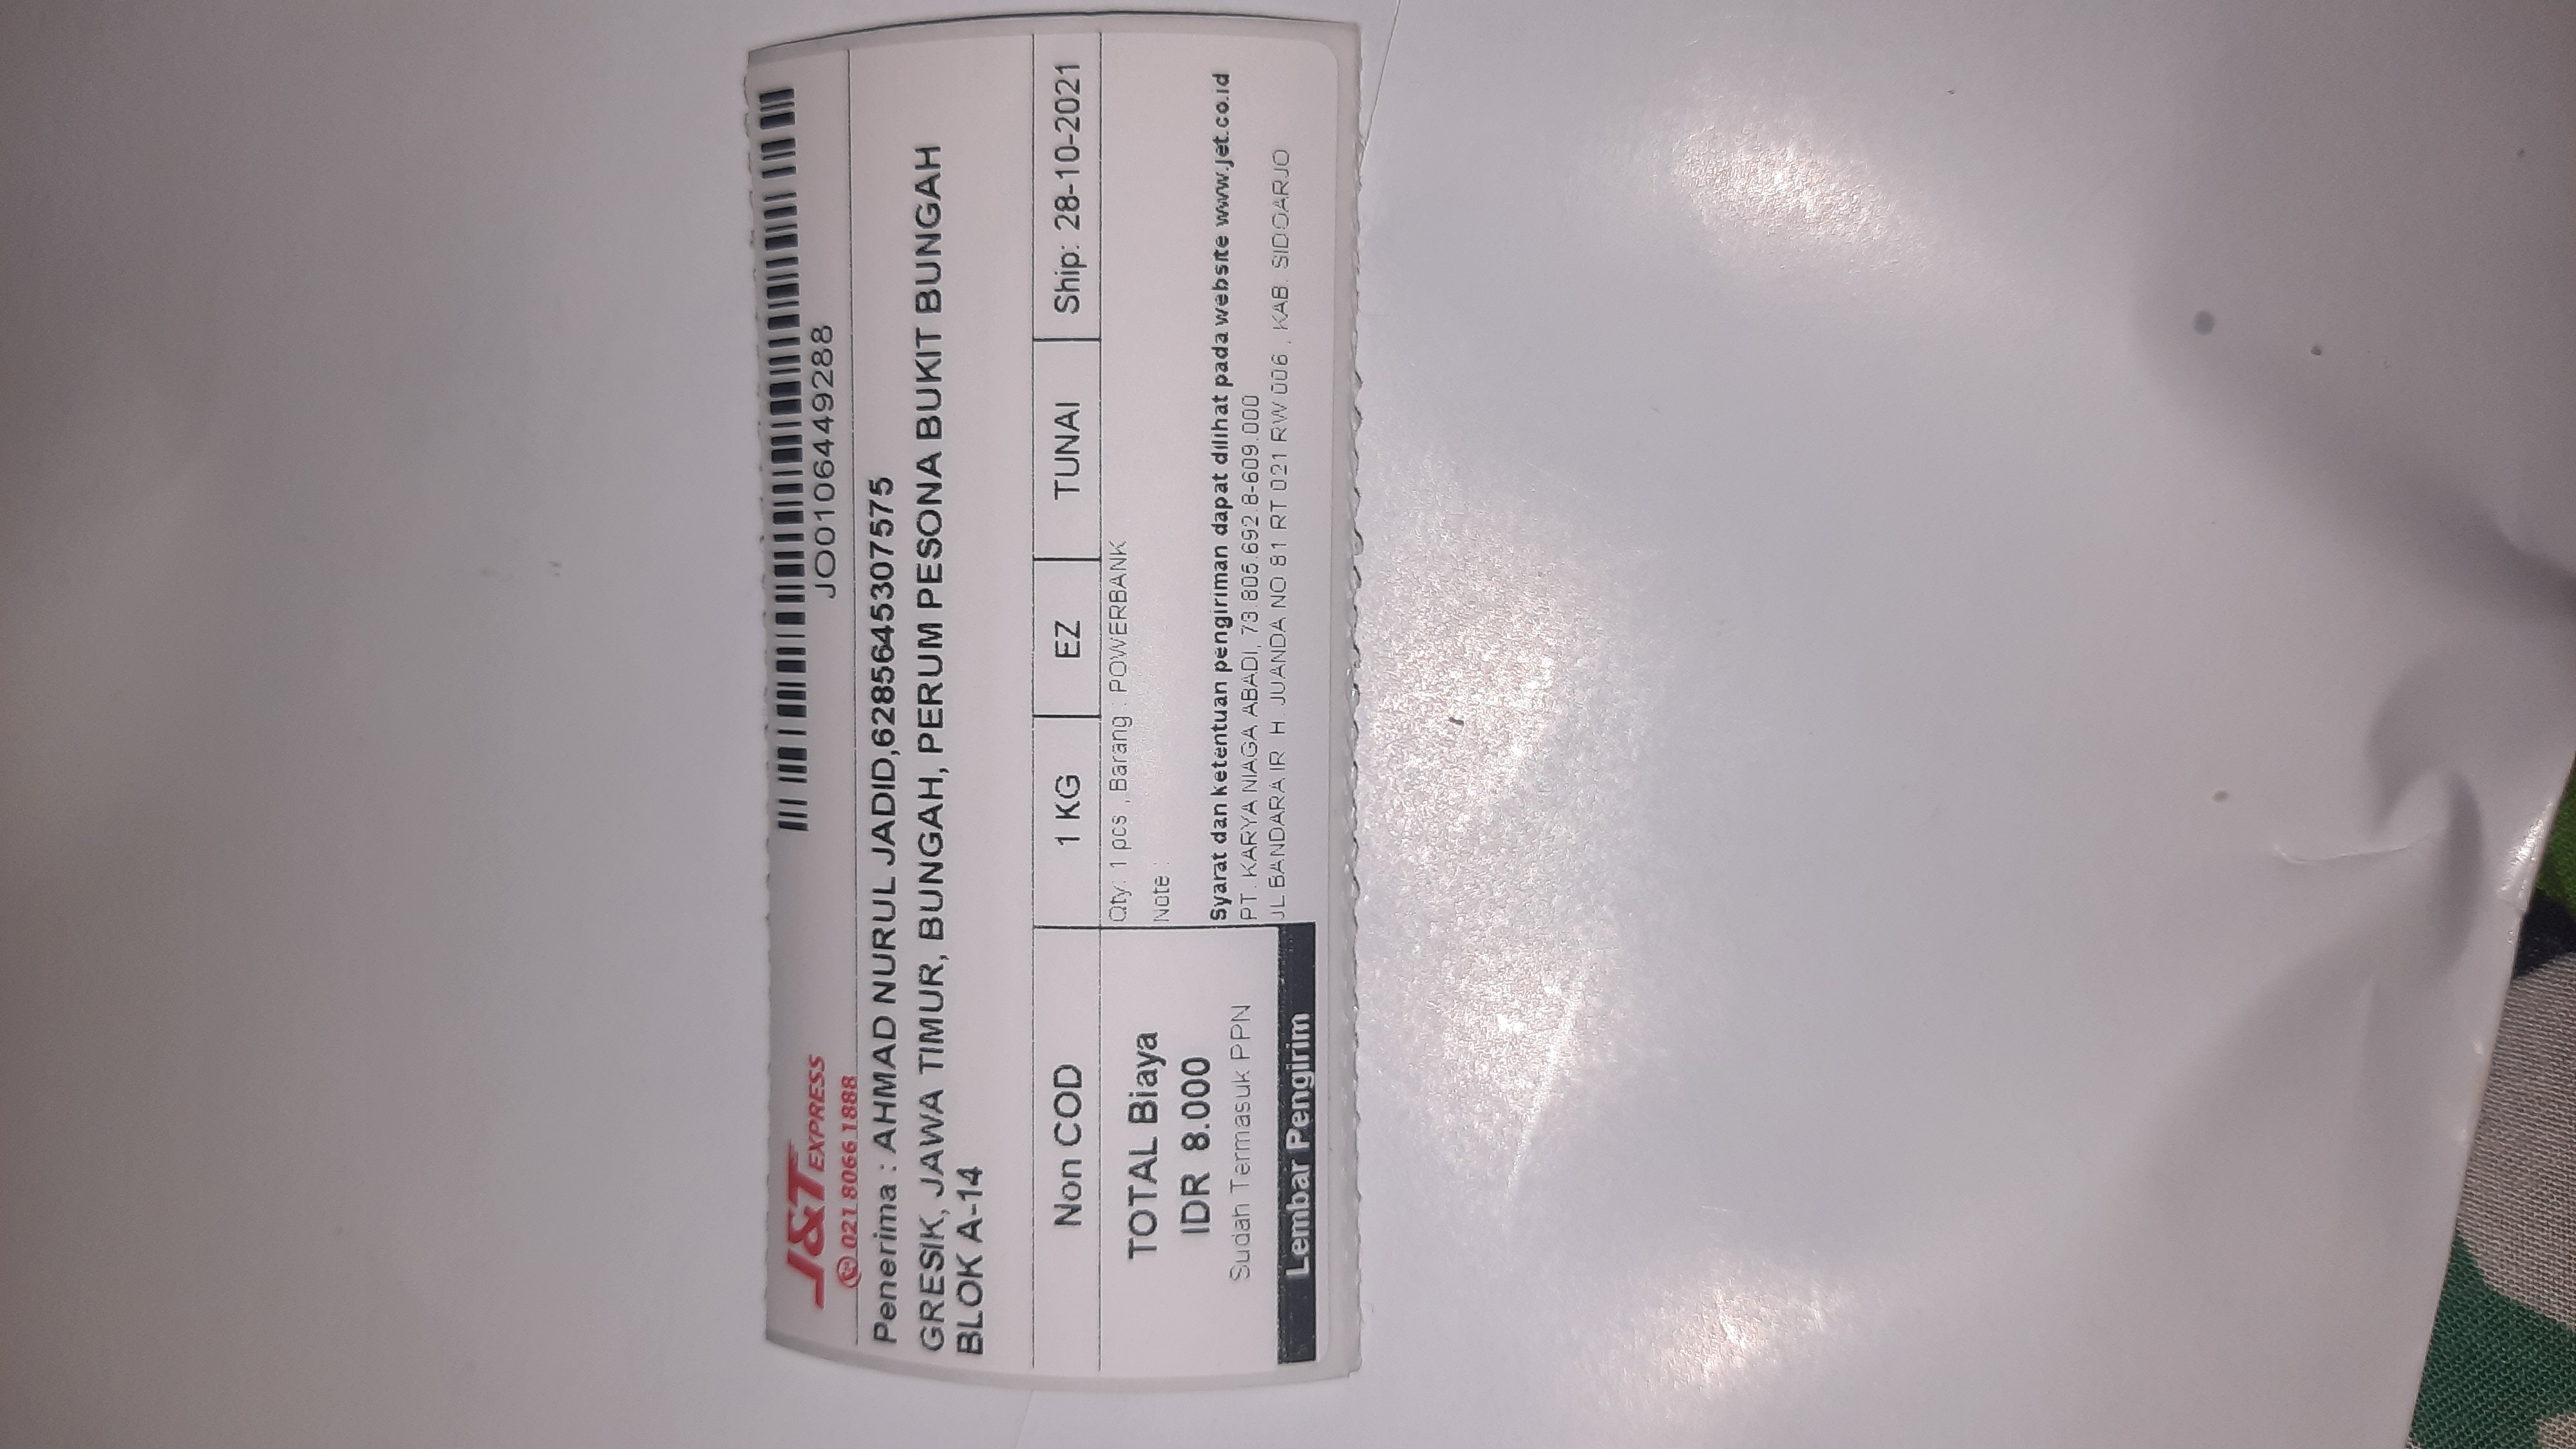 J&T EXPRESS
021 8066 1888
JO0106449288
Penerima : AHMAD NURUL JADID,6285645307575
GRESIK, JAWA TIMUR, BUNGAH, PERUM PESONA BUKIT BUNGAH
BLOK A-14
Non COD
1 KG
EZ
TUNAI
Ship: 28-10-2021
TOTAL Biaya
IDR 8.000
Sudah Termasuk PPN
Lembar Pengirim
Qty: 1 pcs , Barang : POWERBANK
Note :
Syarat dan ketentuan pengiriman dapat dilihat pada website www.jet.co.id
PT. KARYA NIAGA ABADI, 73.805.692.8-609.000
JL BANDARA IR. H. JUANDA NO 81 RT 021 RW 006 , KAB. SIDOARJO